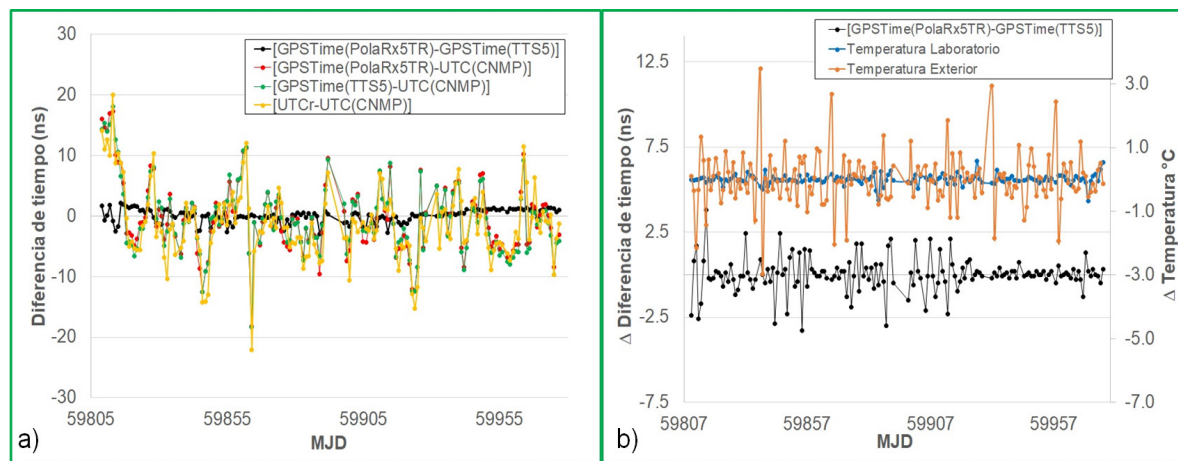 30
20
10
0
-10
-20
-30
Diferencia de tiempo (ns)
[GPSTime(PolaRx5TR)-GPSTime(TTS5)]
[GPSTime(PolaRx5TR)-UTC(CNMP)]
[GPSTime(TTS5)-UTC(CNMP)]
[UTCr-UTC(CNMP)]
59805 59855 59905 59955
MJD
a)
12.5
7.5
2.5
-2.5
-7.5
Δ Diferencia de tiempo (ns)
[GPSTime(PolaRx5TR)-GPSTime(TTS5)]
Temperatura Laboratorio
Temperatura Exterior
3.0
1.0
-1.0
-3.0
-5.0
-7.0
Δ Temperatura °C
59807 59857 59907 59957
MJD
b)